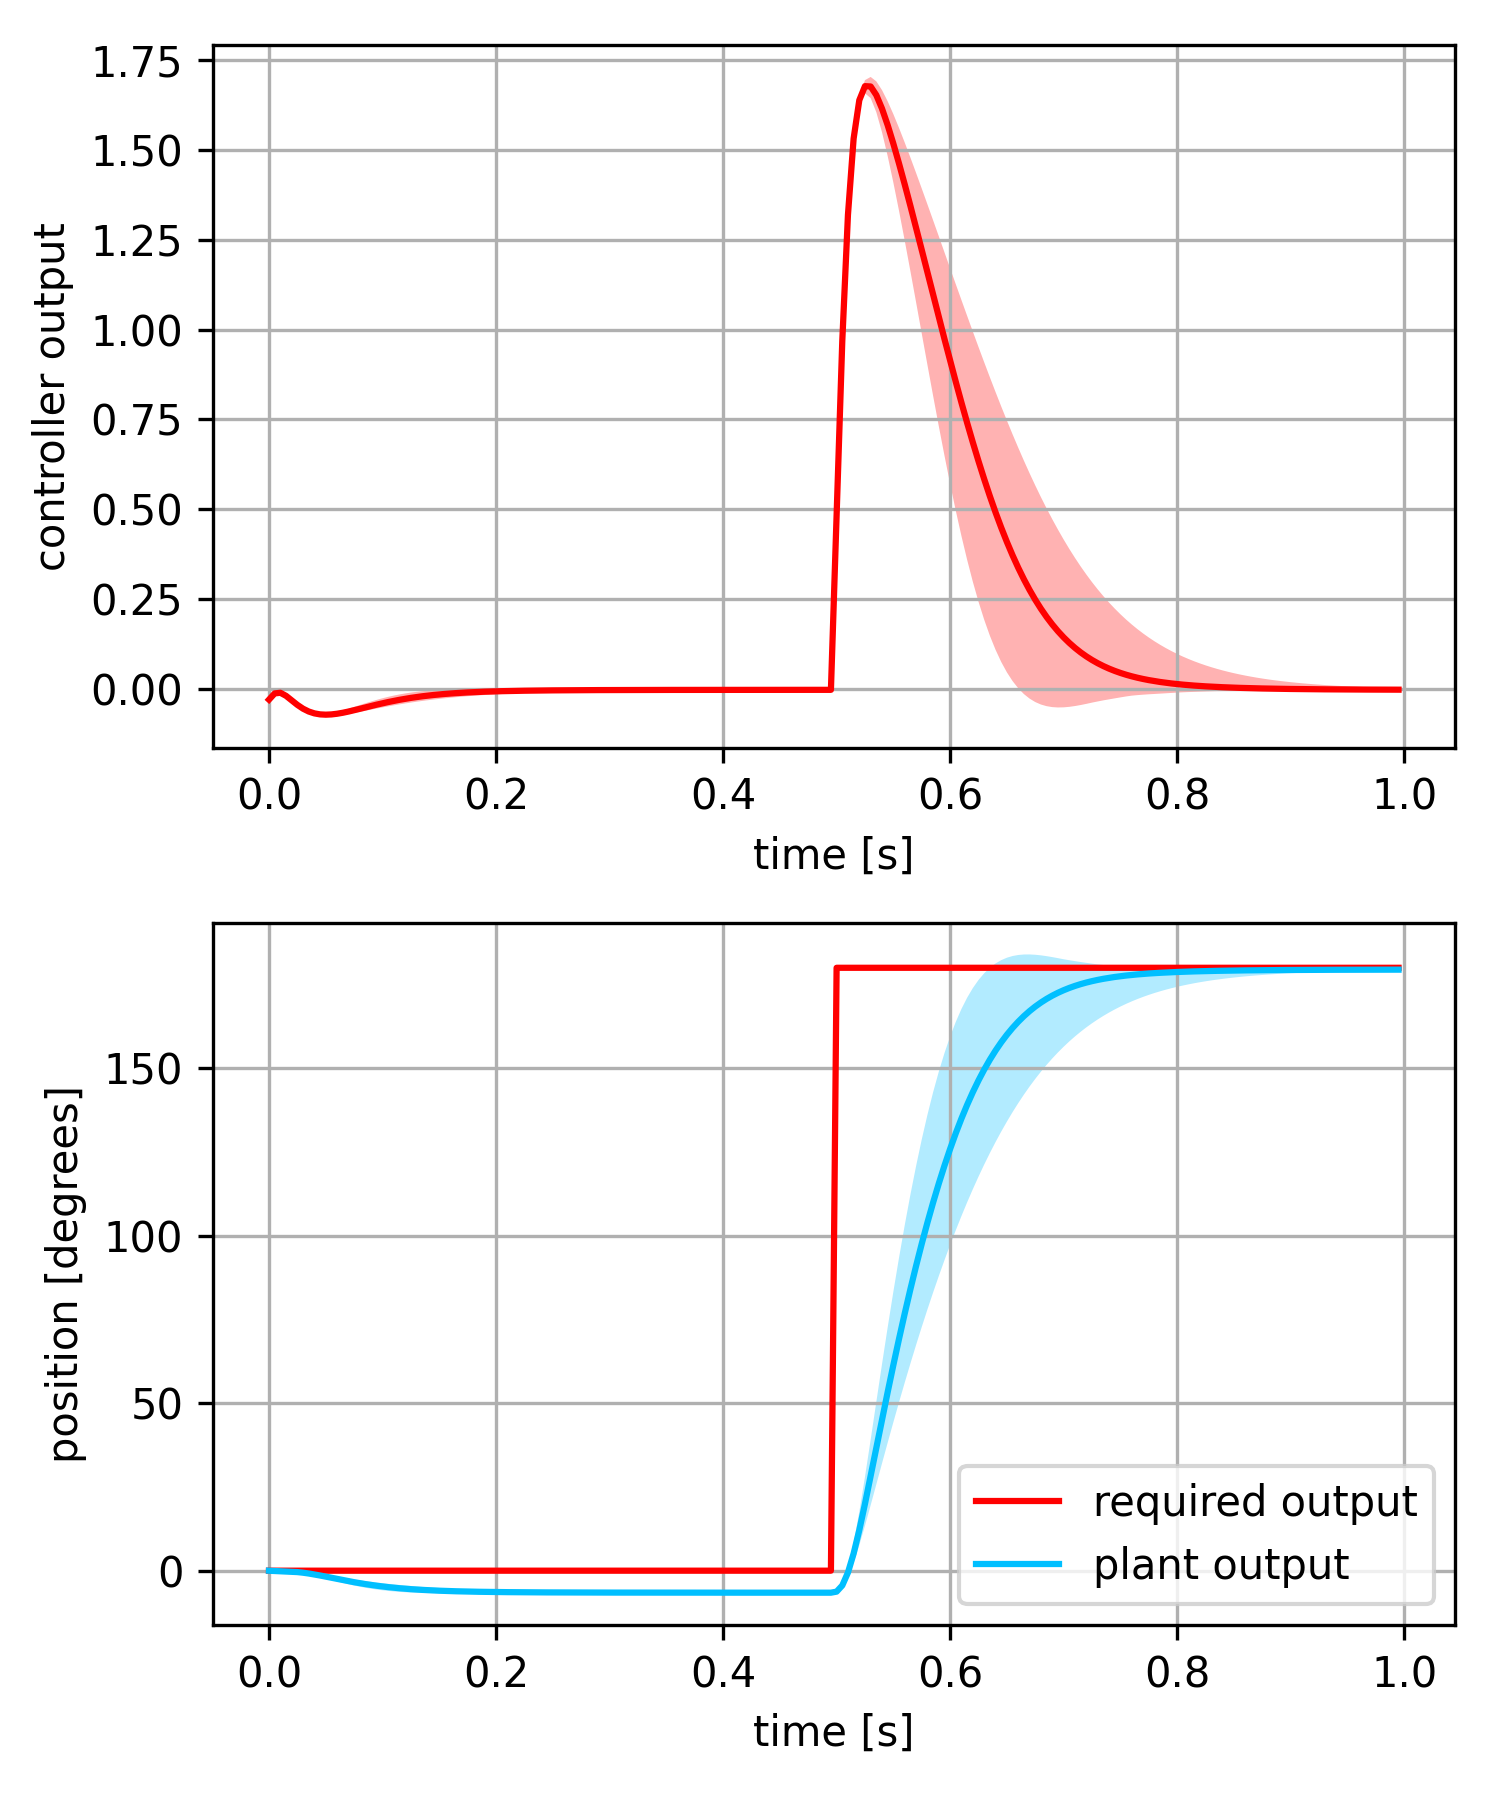 controller output
1.75
1.50
1.25
1.00
0.75
0.50
0.25
0.00
0.0 0.2 0.4 0.6 0.8 1.0
time [s]
position [degrees]
150
100
50
0
required output
plant output
0.0 0.2 0.4 0.6 0.8 1.0
time [s]